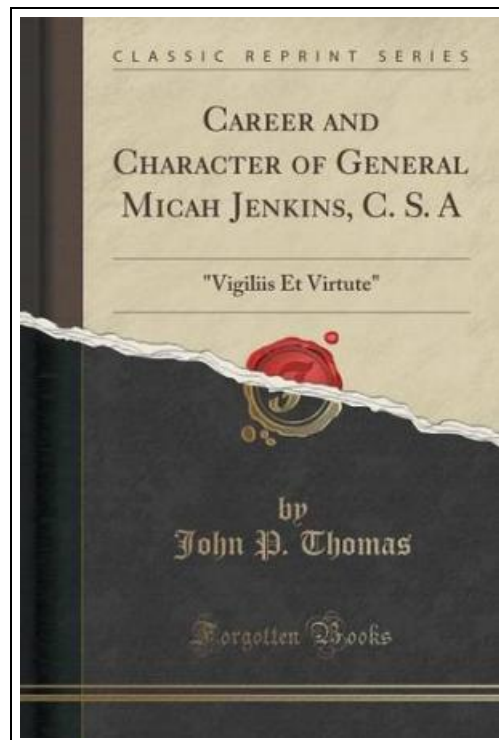 CLASSIC REPRINT SERIES
CAREER AND
CHARACTER OF GENERAL
MICAH JENKINS, C. S. A
"Vigiliis Et Virtute"
by
John P. Thomas
Forgotten Books